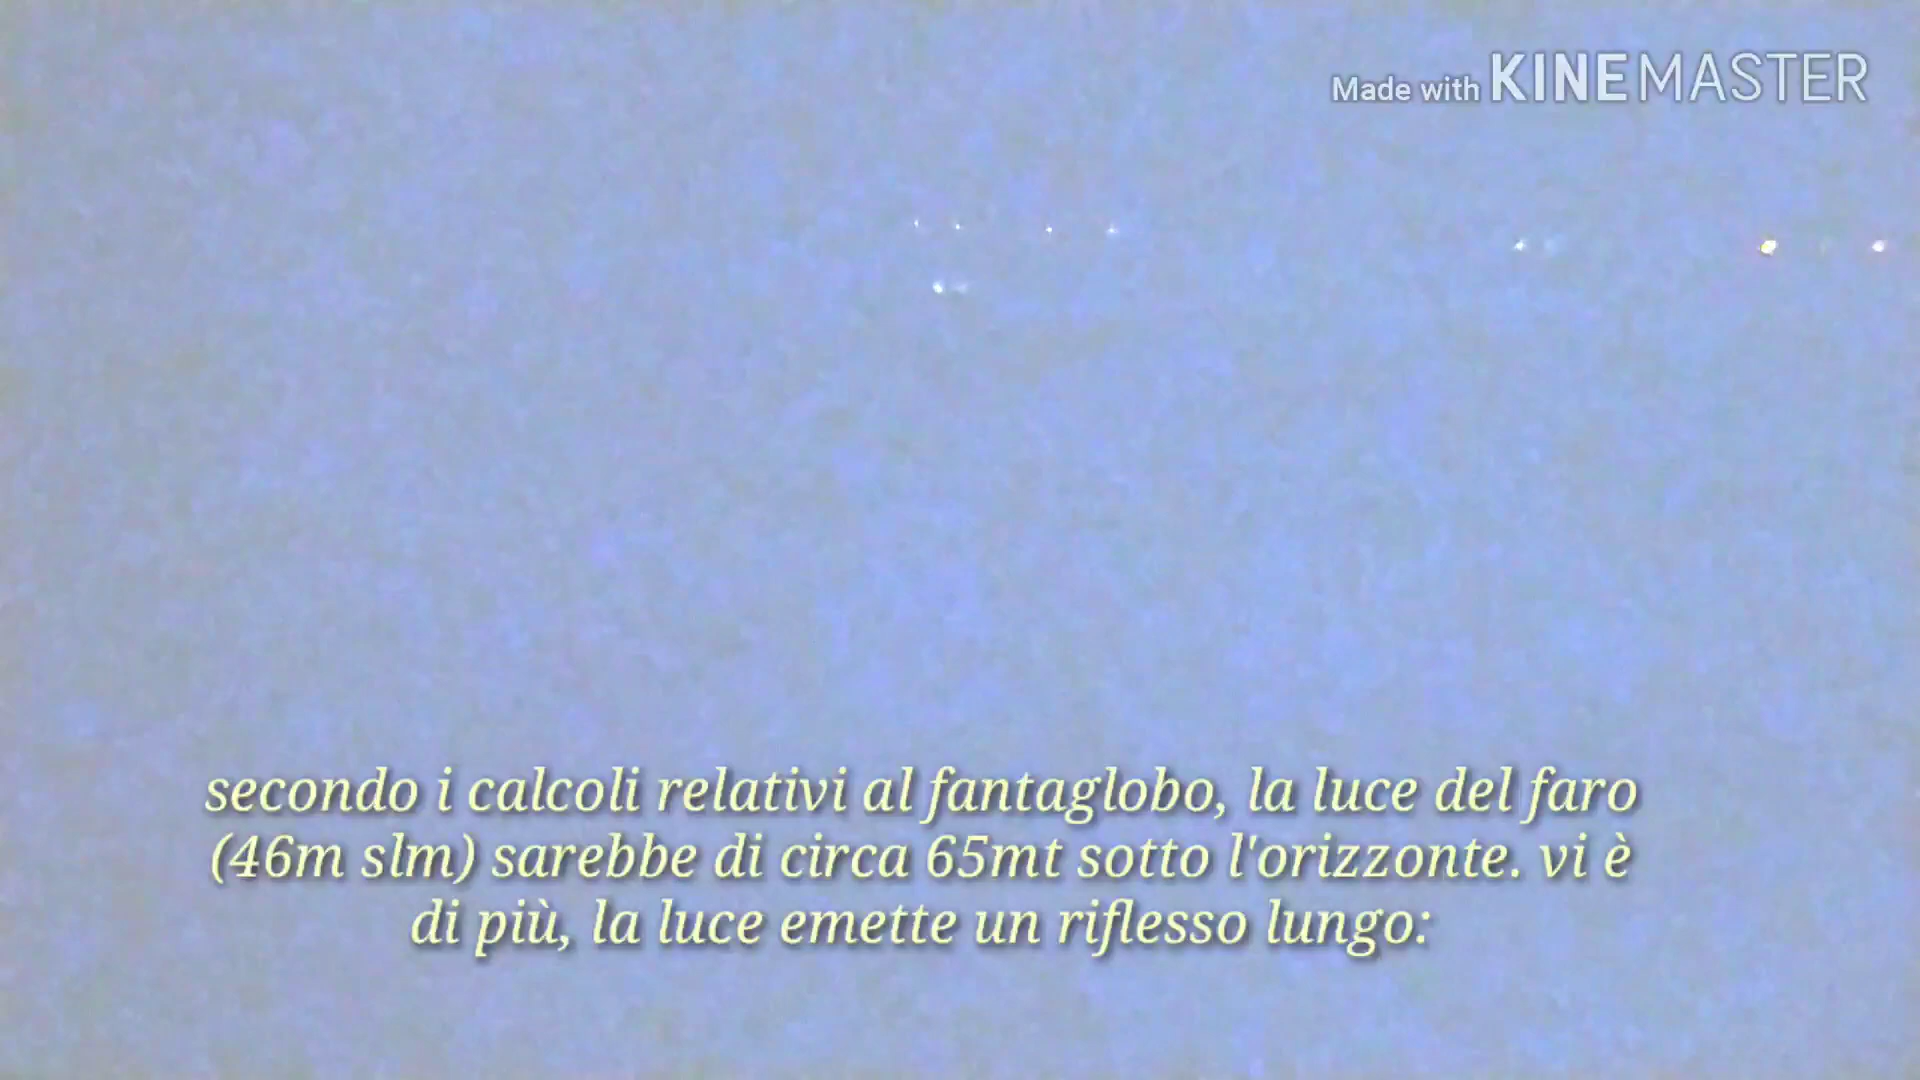 Made with KINEMASTER
secondo i calcoli relativi al fantaglobo, la luce del faro
(46m slm) sarebbe di circa 65mt sotto l'orizzonte. vi è
di più, la luce emette un riflesso lungo: